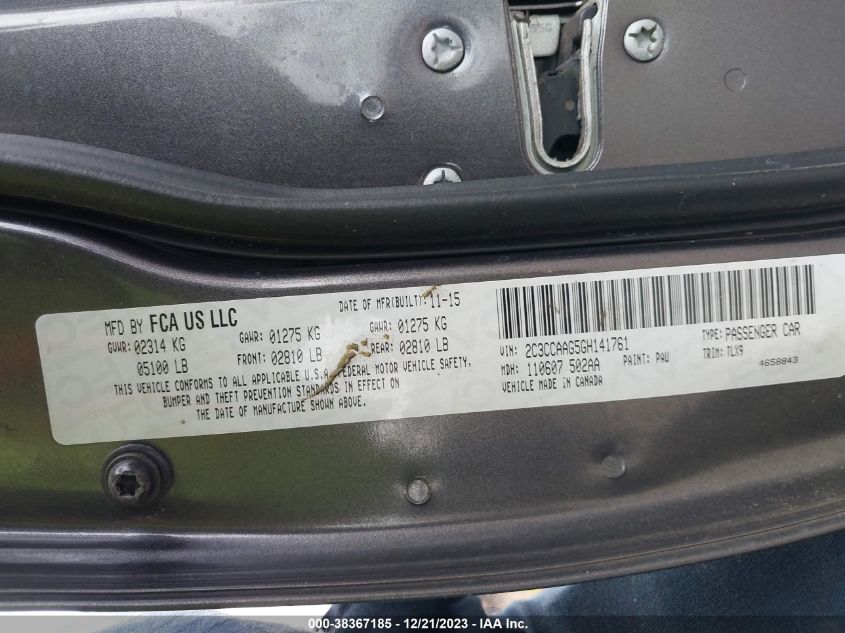 MFD BY FCA US LLC
DATE OF MFR(BUILT):11-15
GVWR: 02314 KG
GAWR: 01275 KG
GAWR: 01275 KG
05100 LB
FRONT: 02810 LB
REAR: 02810 LB
THIS VEHICLE CONFORMS TO ALL APPLICABLE U.S.A. FEDERAL MOTOR VEHICLE SAFETY,
BUMPER AND THEFT PREVENTION STANDARDS IN EFFECT ON
THE DATE OF MANUFACTURE SHOWN ABOVE.
VIN: 2C3CCAAG5GH141761
TYPE: PASSENGER CAR
MDH: 110607 502AA
PAINT: PAU
TRIM: TLX9
VEHICLE MADE IN CANADA
4658843
000-38367185 - 12/21/2023 - IAA Inc.